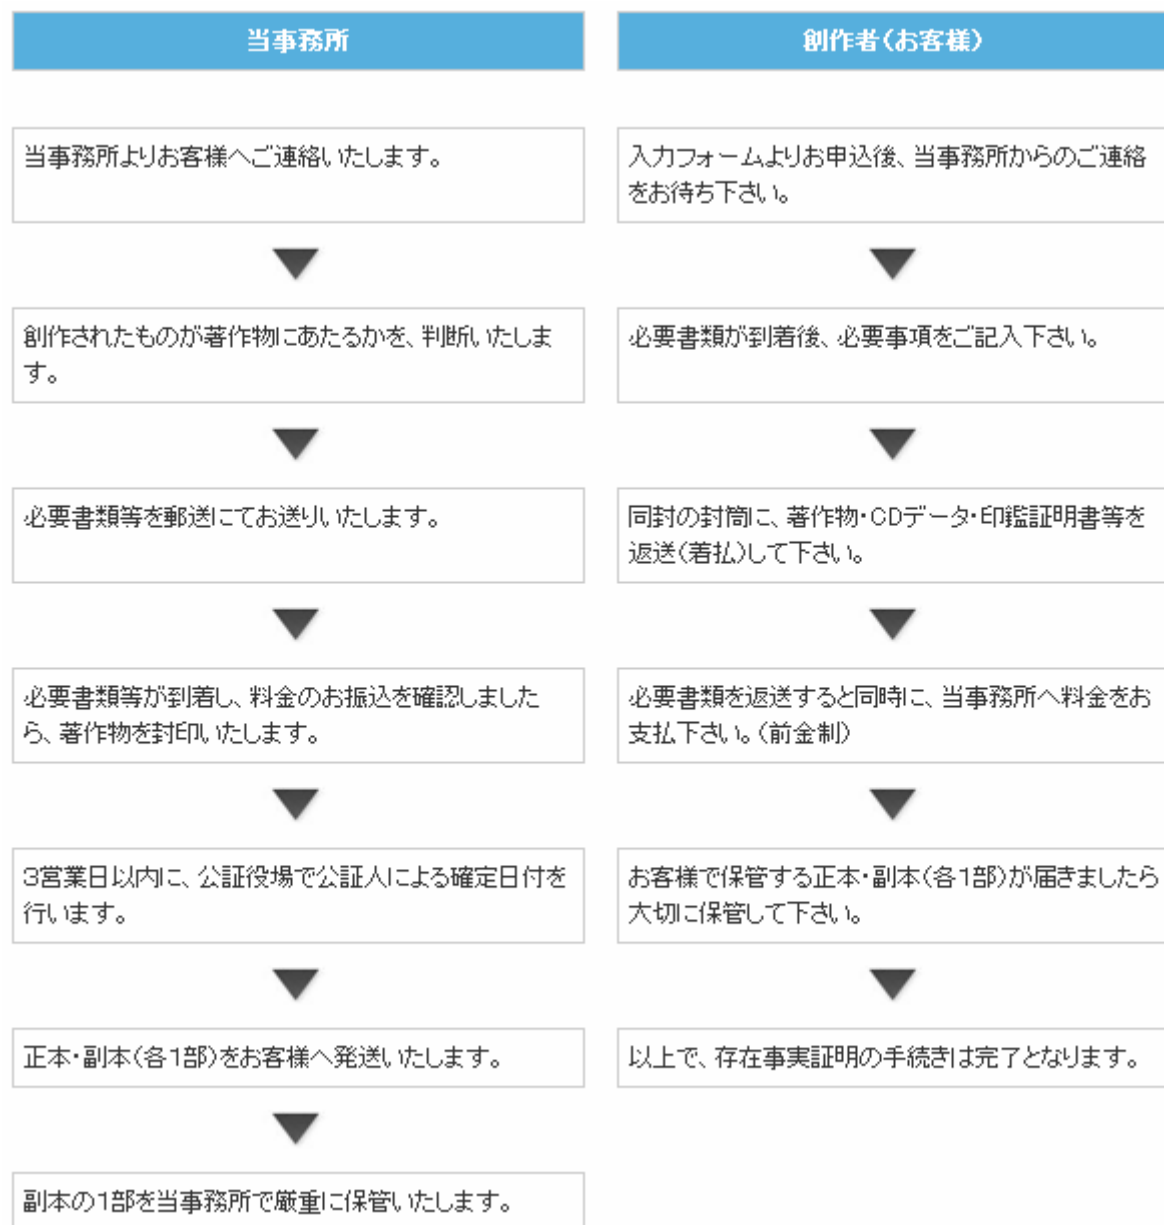 当事務所
創作者(お客様)
当事務所よりお客様へご連絡いたします。
入力フォームよりお申込後、当事務所からのご連絡
をお待ち下さい。
創作されたものが著作物にあたるかを、判断いたしま
す。
必要書類が到着後、必要事項をご記入下さい。
必要書類等を郵送にてお送りいたします。
同封の封筒に、著作物・CDデータ・印鑑証明書等を
返送(着払)して下さい。
必要書類等が到着し、料金のお振込を確認しました
ら、著作物を封印いたします。
必要書類を返送すると同時に、当事務所へ料金をお
支払下さい。(前金制)
3営業日以内に、公証役場で公証人による確定日付を
行います。
お客様で保管する正本・副本(各1部)が届きましたら
大切に保管して下さい。
正本・副本(各1部)をお客様へ発送いたします。
以上で、存在事実証明の手続きは完了となります。
副本の1部を当事務所で厳重に保管いたします。